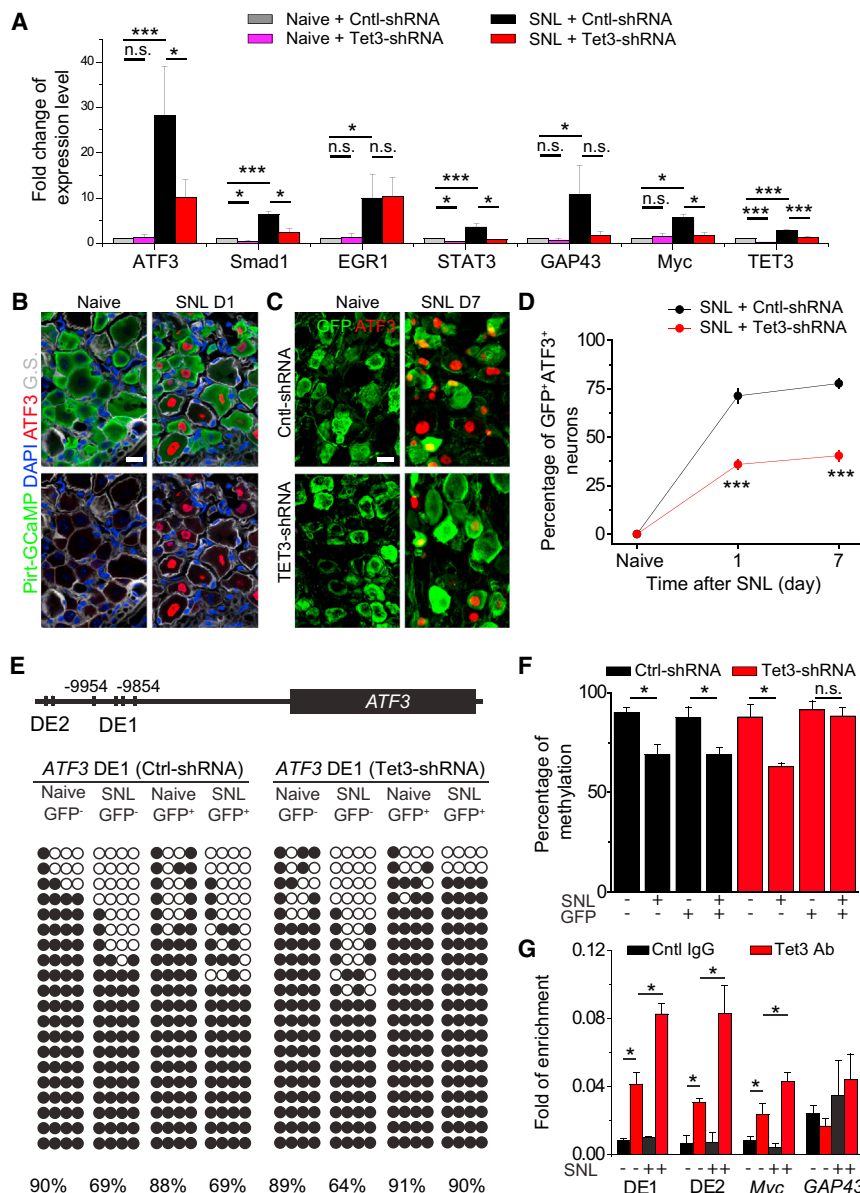 A
Naive + Cntl-shRNA
SNL + Cntl-shRNA
Naive + Tet3-shRNA
SNL + Tet3-shRNA
Fold change of
expression level
40
30
20
10
0
***
n.s.
*
***
*
*
*
n.s.
n.s.
***
*
*
*
n.s.
n.s.
*
n.s.
*
***
***
***
ATF3
Smad1
EGR1
STAT3
GAP43
Myc
TET3
B
Naive
SNL D1
Pirt-GCaMP DAPI ATF3 G.S.
C
Naive
SNL D7
GFP ATF3
Cntl-shRNA
TET3-shRNA
D
SNL + Cntl-shRNA
SNL + Tet3-shRNA
Percentage of GFP+ATF3+
neurons
100
75
50
25
0
***
***
Naive
1
7
Time after SNL (day)
E
-9954
-9854
ATF3
DE2
DE1
ATF3 DE1 (Ctrl-shRNA)
ATF3 DE1 (Tet3-shRNA)
Naive SNL Naive SNL Naive SNL Naive SNL
GFP- GFP- GFP+ GFP+ GFP- GFP- GFP+ GFP+
90% 69% 88% 69% 89% 64% 91% 90%
F
Ctrl-shRNA
Tet3-shRNA
Percentage of
methylation
100
50
0
*
*
*
n.s.
SNL - + - + - + - +
GFP - - + + - - + +
G
Cntl IgG
Tet3 Ab
Fold of enrichment
0.12
0.08
0.04
0.00
*
*
*
*
*
*
SNL - - + + - - + + - - + + - - + +
DE1
DE2
Myc
GAP43